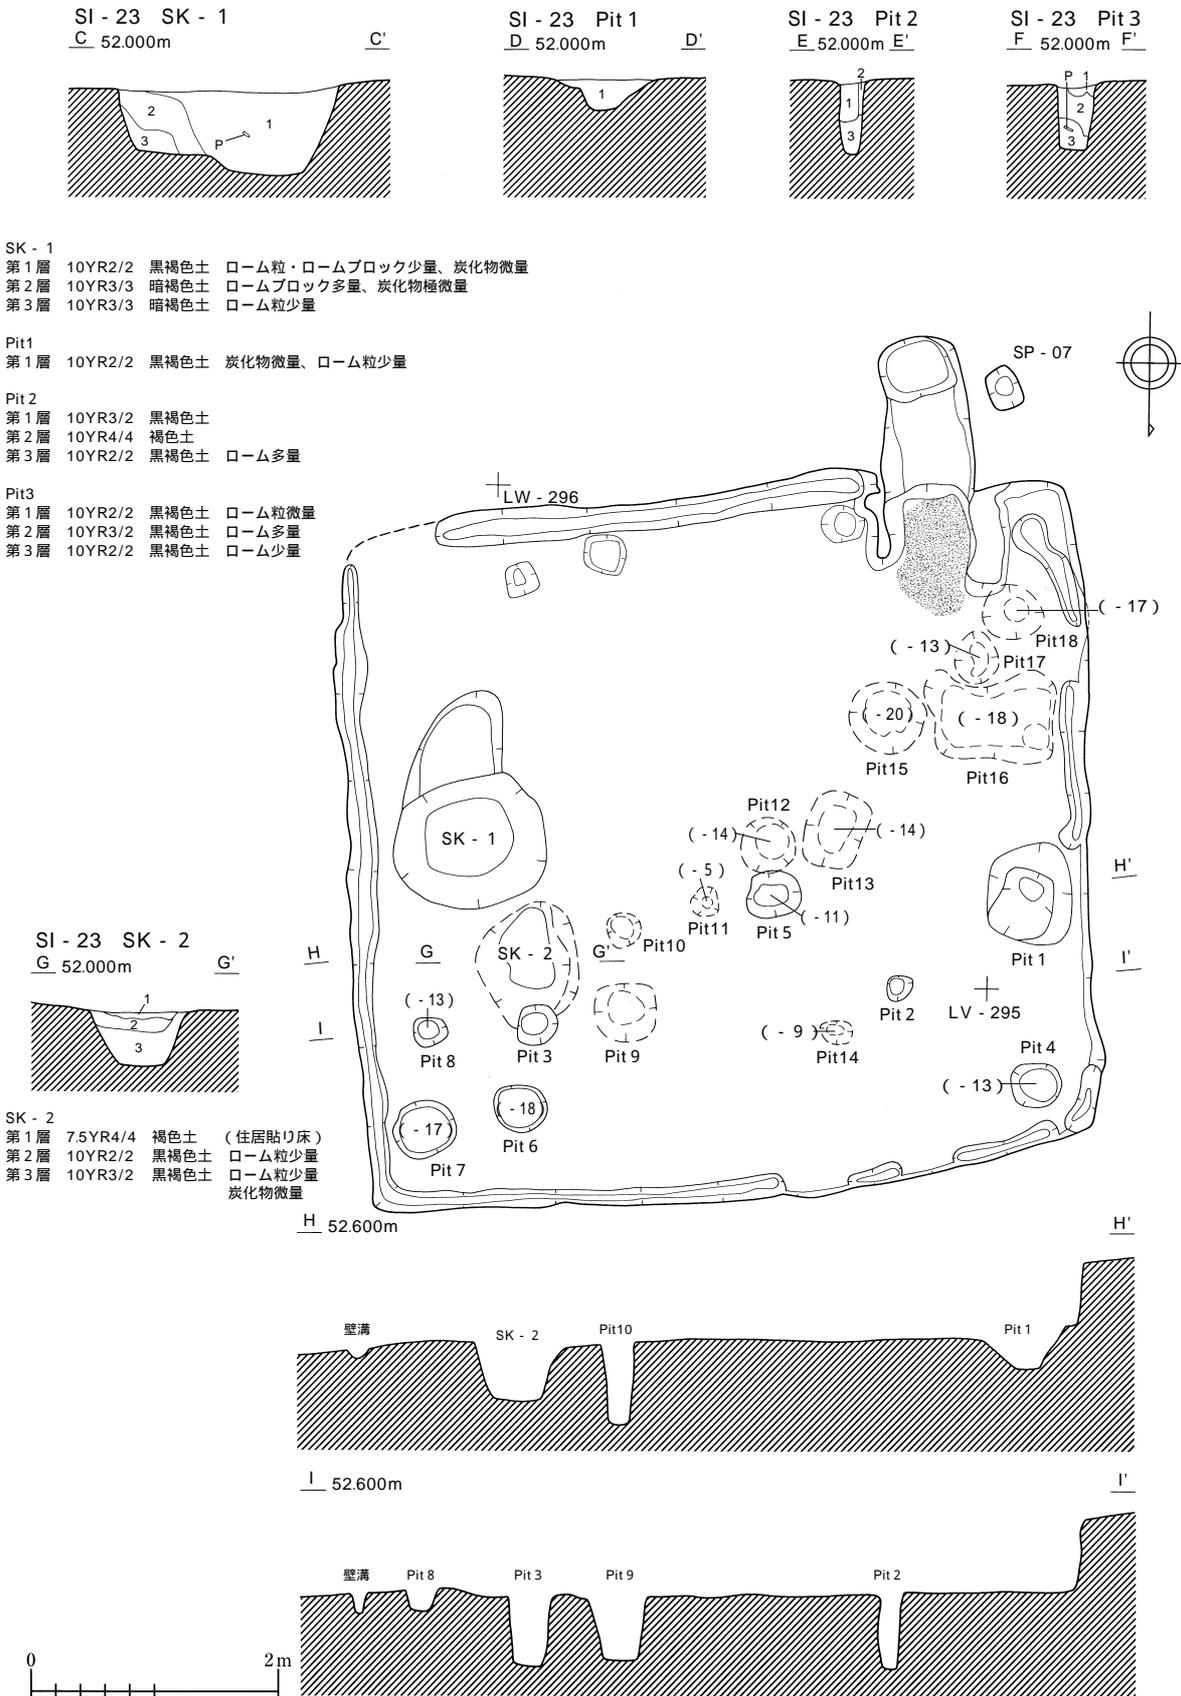 SI - 23 SK - 1
C 52.000m C'
2
1
3
P
SI - 23 Pit 1
D 52.000m D'
1
SI - 23 Pit 2
E 52.000m E'
2
1
3
SI - 23 Pit 3
F 52.000m F'
P 1
2
3
SK - 1
第1層 10YR2/2 黒褐色土 ローム粒・ロームブロック少量、炭化物微量
第2層 10YR3/3 暗褐色土 ロームブロック多量、炭化物極微量
第3層 10YR3/3 暗褐色土 ローム粒少量
Pit1
第1層 10YR2/2 黒褐色土 炭化物微量、ローム粒少量
Pit 2
第1層 10YR3/2 黒褐色土
第2層 10YR4/4 褐色土
第3層 10YR2/2 黒褐色土 ローム多量
Pit3
第1層 10YR2/2 黒褐色土 ローム粒微量
第2層 10YR3/2 黒褐色土 ローム多量
第3層 10YR2/2 黒褐色土 ローム少量
SP - 07
LW - 296
( - 17 )
Pit18
( - 13)
Pit17
( - 20)
( - 18 )
Pit15
Pit16
Pit12
( - 14)
( - 14 )
SK - 1
Pit13
( - 5 )
( - 11)
Pit11
Pit 5
H'
Pit10
SK - 2
H
G
G'
Pit 1
I'
( - 13)
I
Pit 8
Pit 3
Pit 9
Pit 2
LV - 295
( - 9 )
Pit14
Pit 4
( - 13)
( - 18)
( - 17)
Pit 6
Pit 7
SI - 23 SK - 2
G 52.000m G'
1
2
3
SK - 2
第1層 7.5YR4/4 褐色土 (住居貼り床)
第2層 10YR2/2 黒褐色土 ローム粒少量
第3層 10YR3/2 黒褐色土 ローム粒少量
炭化物微量
H 52.600m H'
壁溝
SK - 2
Pit10
Pit 1
I 52.600m I'
壁溝
Pit 8
Pit 3
Pit 9
Pit 2
0 2m